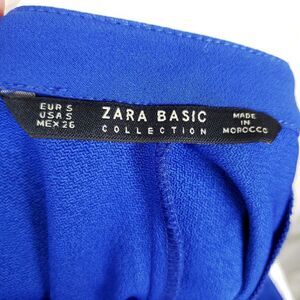 EUR S
USA S
MEX 26
ZARA BASIC
COLLECTION
MADE
IN
MOROCCO